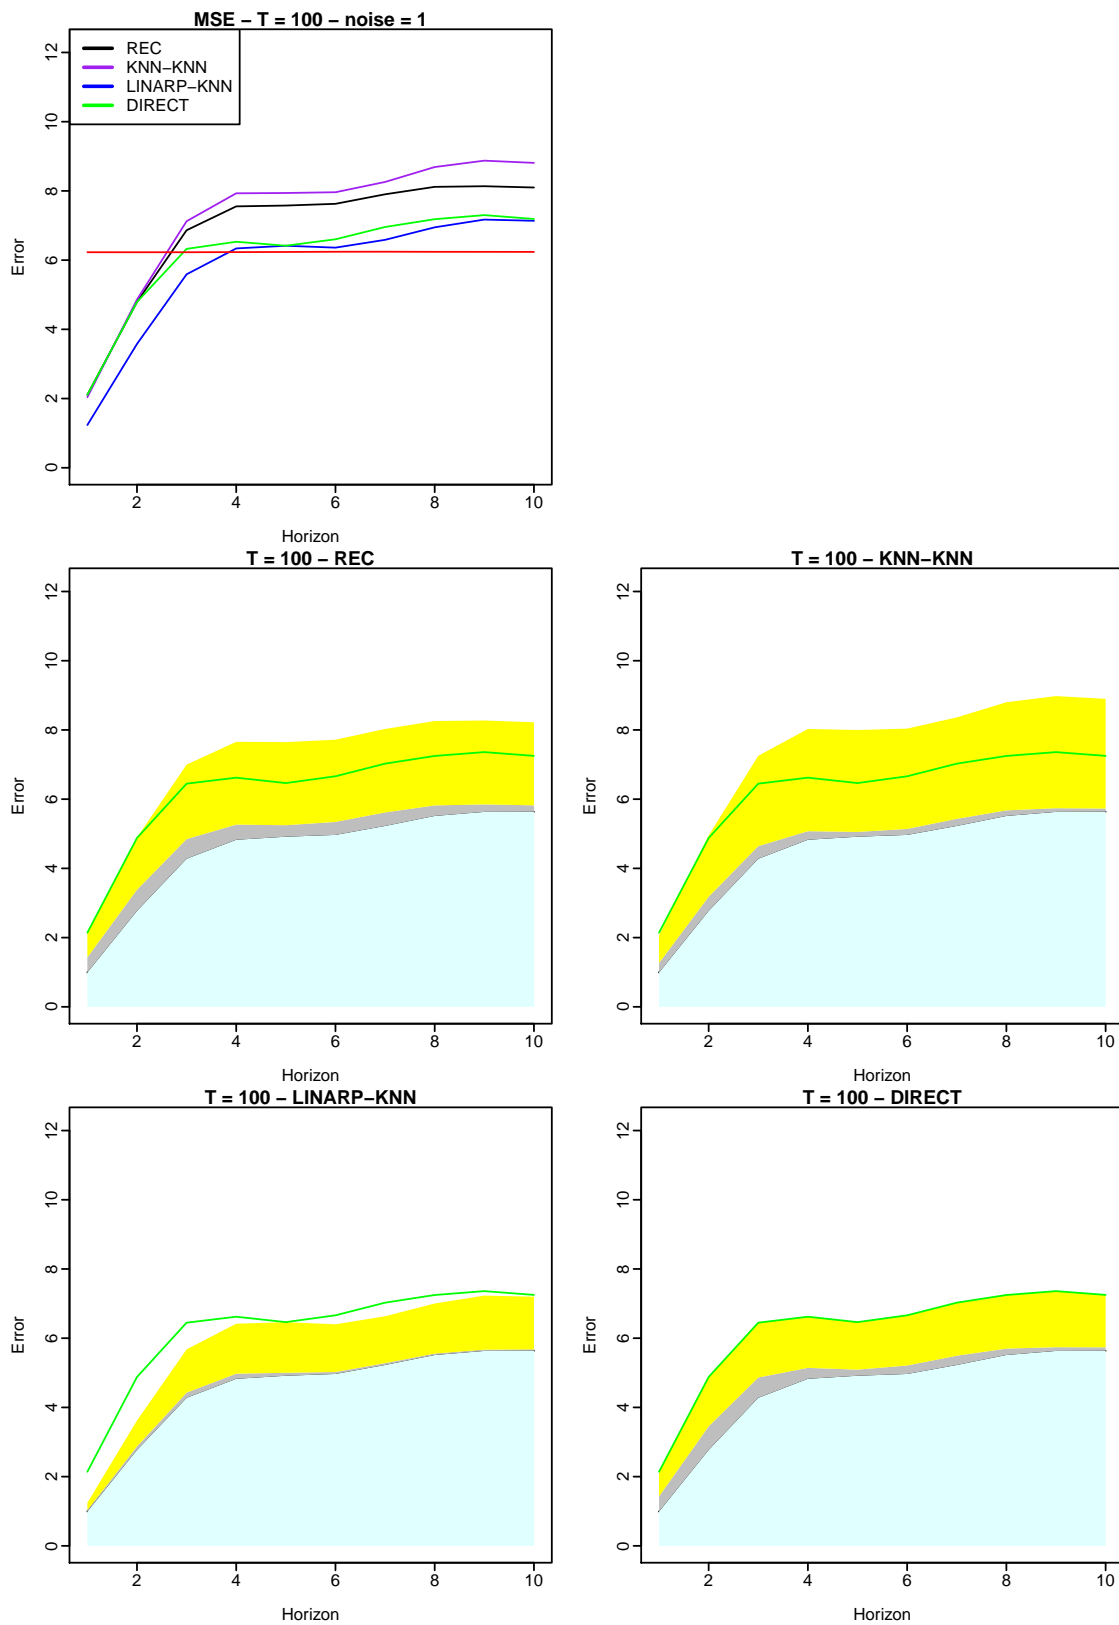 MSE – T = 100 – noise = 1
REC
KNN–KNN
LINARP–KNN
DIRECT
Error
0 2 4 6 8 10 12
2 4 6 8 10
Horizon
T = 100 – REC
Error
0 2 4 6 8 10 12
2 4 6 8 10
Horizon
T = 100 – KNN–KNN
Error
0 2 4 6 8 10 12
2 4 6 8 10
Horizon
T = 100 – LINARP–KNN
Error
0 2 4 6 8 10 12
2 4 6 8 10
Horizon
T = 100 – DIRECT
Error
0 2 4 6 8 10 12
2 4 6 8 10
Horizon